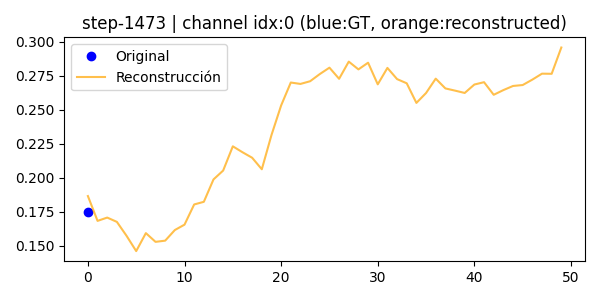 step-1473 | channel idx:0 (blue:GT, orange:reconstructed)
Original
Reconstrucción
0.300
0.275
0.250
0.225
0.200
0.175
0.150
0 10 20 30 40 50